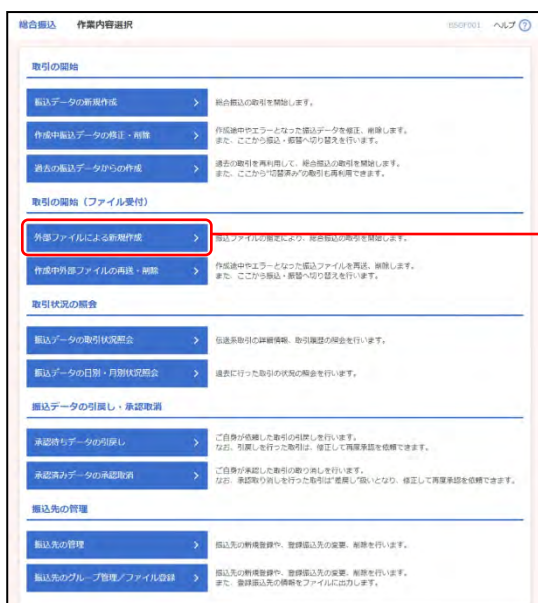 総合振込 作業内容選択 BSOF001 ヘルプ ?
取引の開始
振込データの新規作成 > 総合振込の取引を開始します。
作成中振込データの修正・削除 > 作成途中やエラーとなった振込データを修正、削除します。
また、ここから振込・振替へ切り替えを行います。
過去の振込データからの作成 > 過去の取引を再利用して、総合振込の取引を開始します。
また、ここから"切替済み"の取引も再利用できます。
取引の開始（ファイル受付）
外部ファイルによる新規作成 > 振込ファイルの指定により、総合振込の取引を開始します。
作成中外部ファイルの再送・削除 > 作成途中やエラーとなった振込ファイルを再送、削除します。
また、ここから振込・振替へ切り替えを行います。
取引状況の照会
振込データの取引状況照会 > 伝送系取引の詳細情報、取引履歴の照会を行います。
振込データの日別・月別状況照会 > 過去に行った取引の状況の照会を行います。
振込データの引戻し・承認取消
承認待ちデータの引戻し > ご自身が依頼した取引の引戻しを行います。
なお、引戻しを行った取引は、修正して再度承認を依頼できます。
承認済みデータの承認取消 > ご自身が承認した取引の取り消しを行います。
なお、承認取り消しを行った取引は"差戻し"扱いとなり、修正して再度承認を依頼できます。
振込先の管理
振込先の管理 > 振込先の新規登録や、登録振込先の変更、削除を行います。
振込先のグループ管理／ファイル登録 > 振込先の新規登録や、登録振込先の変更、削除を行います。
また、登録振込先の情報をファイルに出力します。